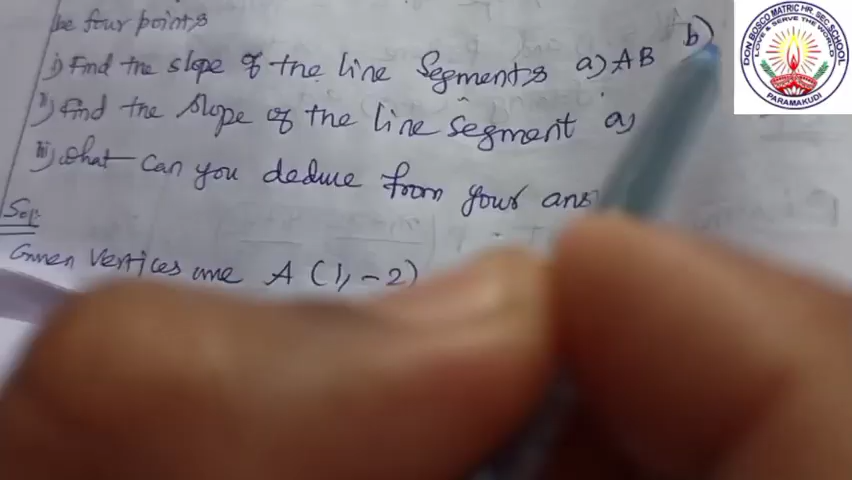 be four points
i) Find the slope of the line Segments a) AB b)
ii) Find the slope of the line segment a)
iii) what can you deduce from your ans
Sol:
Given vertices are A (1, -2)
DON BOSCO MATRIC HR. SEC. SCHOOL
LOVE & SERVE THE WORLD
PARAMAKUDI